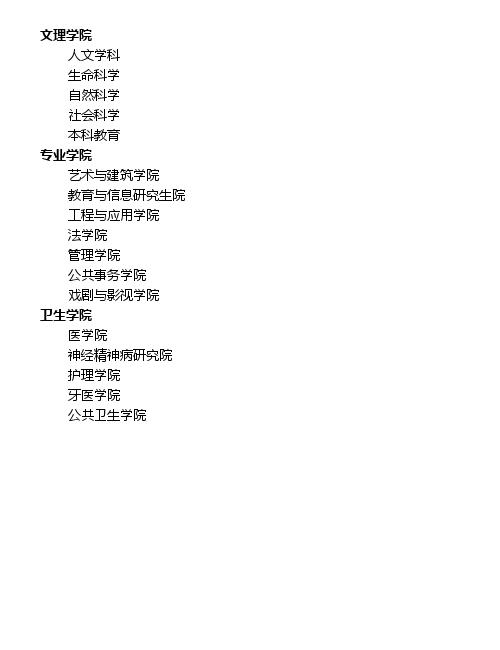 文理学院
人文学科
生命科学
自然科学
社会科学
本科教育
专业学院
艺术与建筑学院
教育与信息研究生院
工程与应用学院
法学院
管理学院
公共事务学院
戏剧与影视学院
卫生学院
医学院
神经精神病研究院
护理学院
牙医学院
公共卫生学院